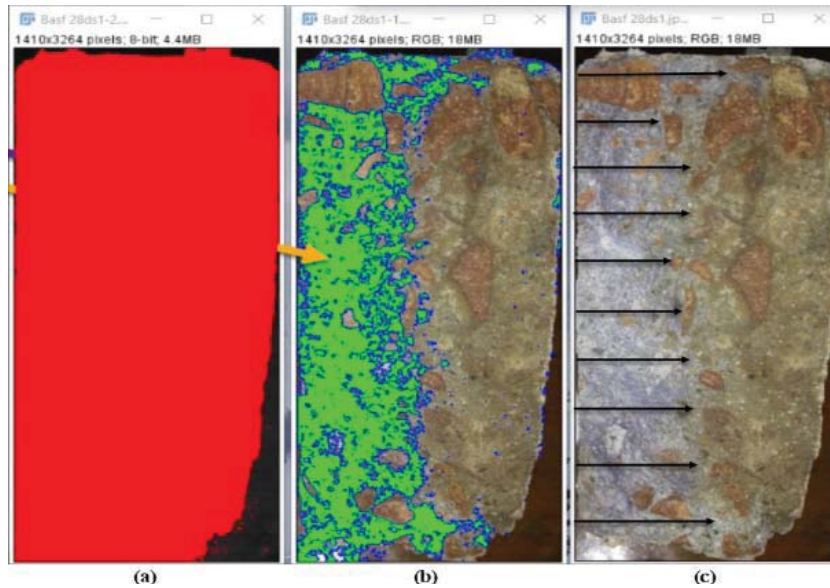 Basf 28ds1-2...
1410x3264 pixels; 8-bit; 4.4MB
Basf 28ds1-1...
1410x3264 pixels; RGB; 18MB
Basf 28ds1.jp...
1410x3264 pixels; RGB; 18MB
(a)
(b)
(c)